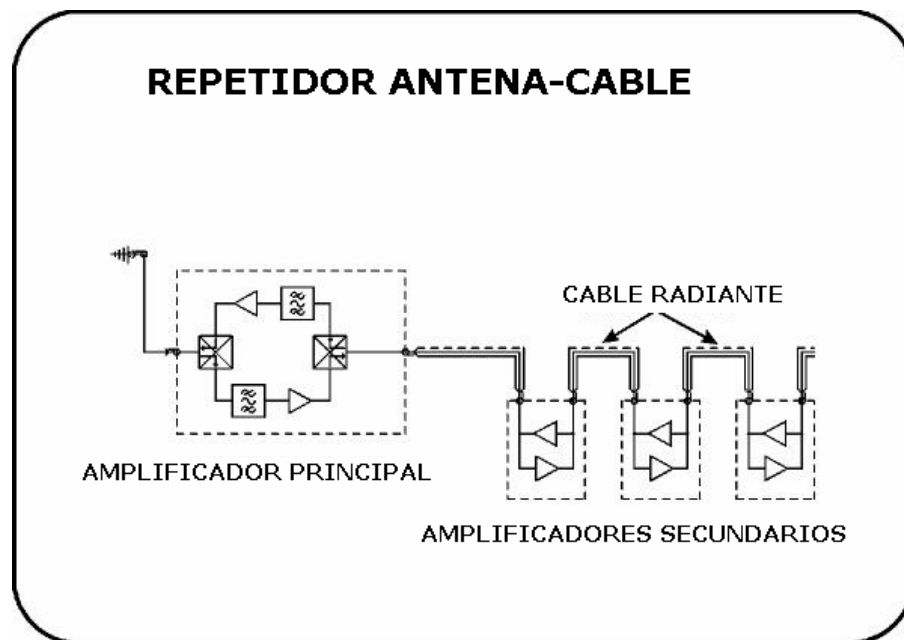 REPETIDOR ANTENA-CABLE
CABLE RADIANTE
AMPLIFICADOR PRINCIPAL
AMPLIFICADORES SECUNDARIOS